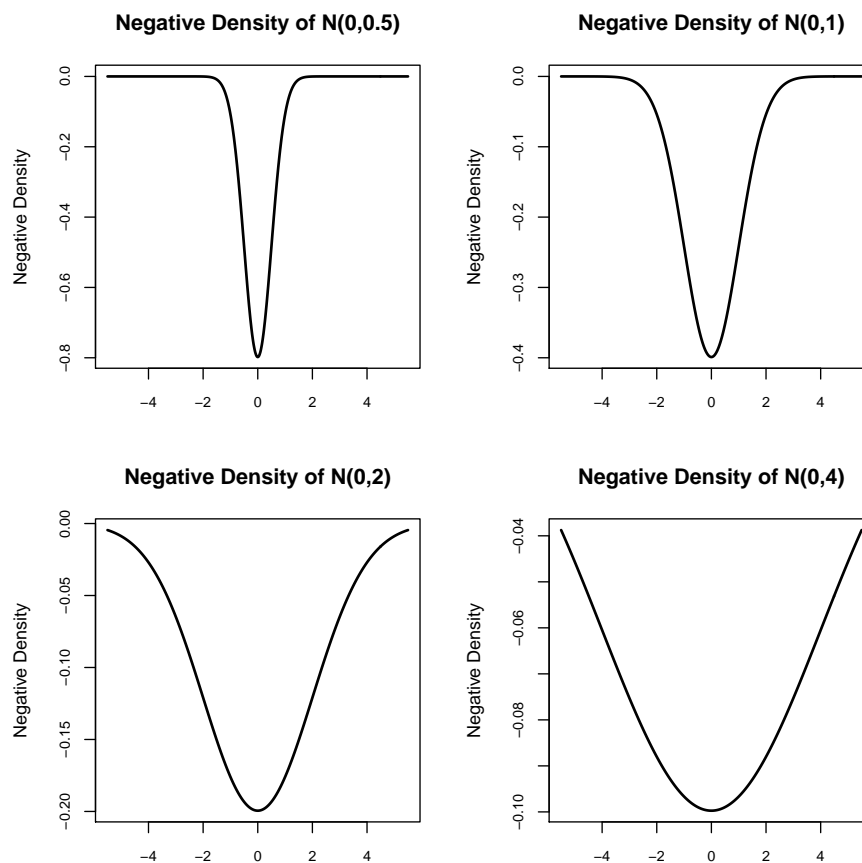 Negative Density of N(0,0.5)
Negative Density
0.0
−0.2
−0.4
−0.6
−0.8
−4 −2 0 2 4
Negative Density of N(0,1)
Negative Density
0.0
−0.1
−0.2
−0.3
−0.4
−4 −2 0 2 4
Negative Density of N(0,2)
Negative Density
0.00
−0.05
−0.10
−0.15
−0.20
−4 −2 0 2 4
Negative Density of N(0,4)
Negative Density
−0.04
−0.06
−0.08
−0.10
−4 −2 0 2 4